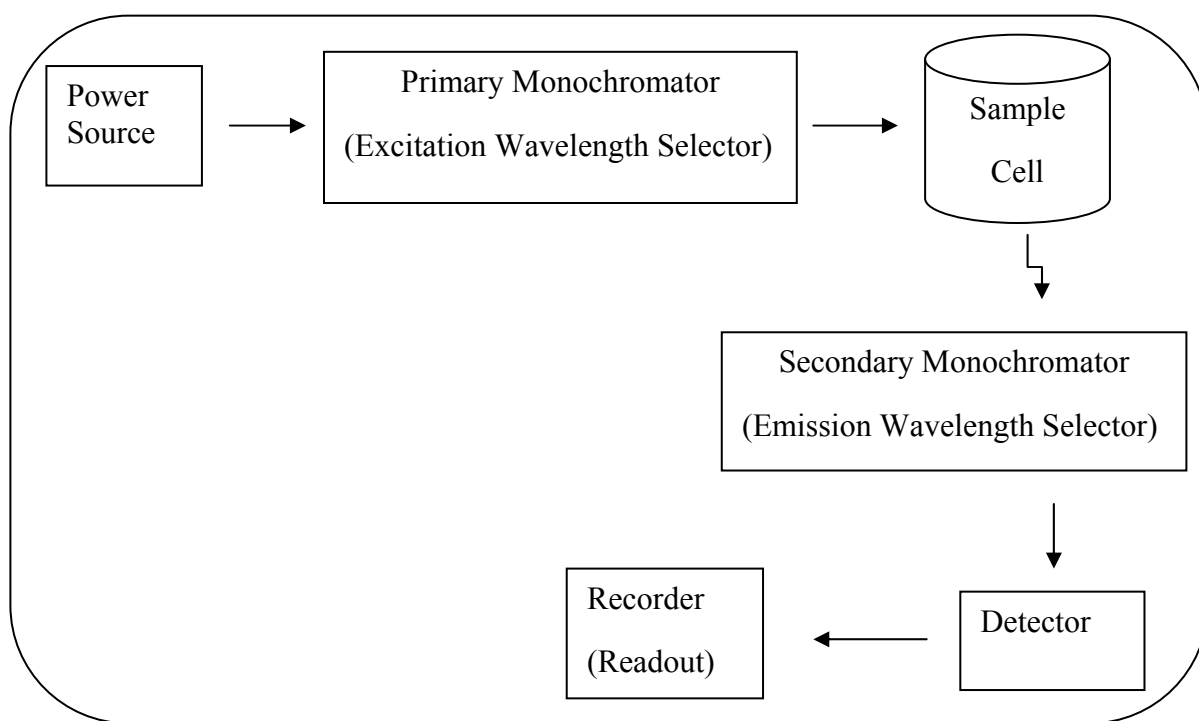 Power
Source
Primary Monochromator
(Excitation Wavelength Selector)
Sample
Cell
Secondary Monochromator
(Emission Wavelength Selector)
Detector
Recorder
(Readout)